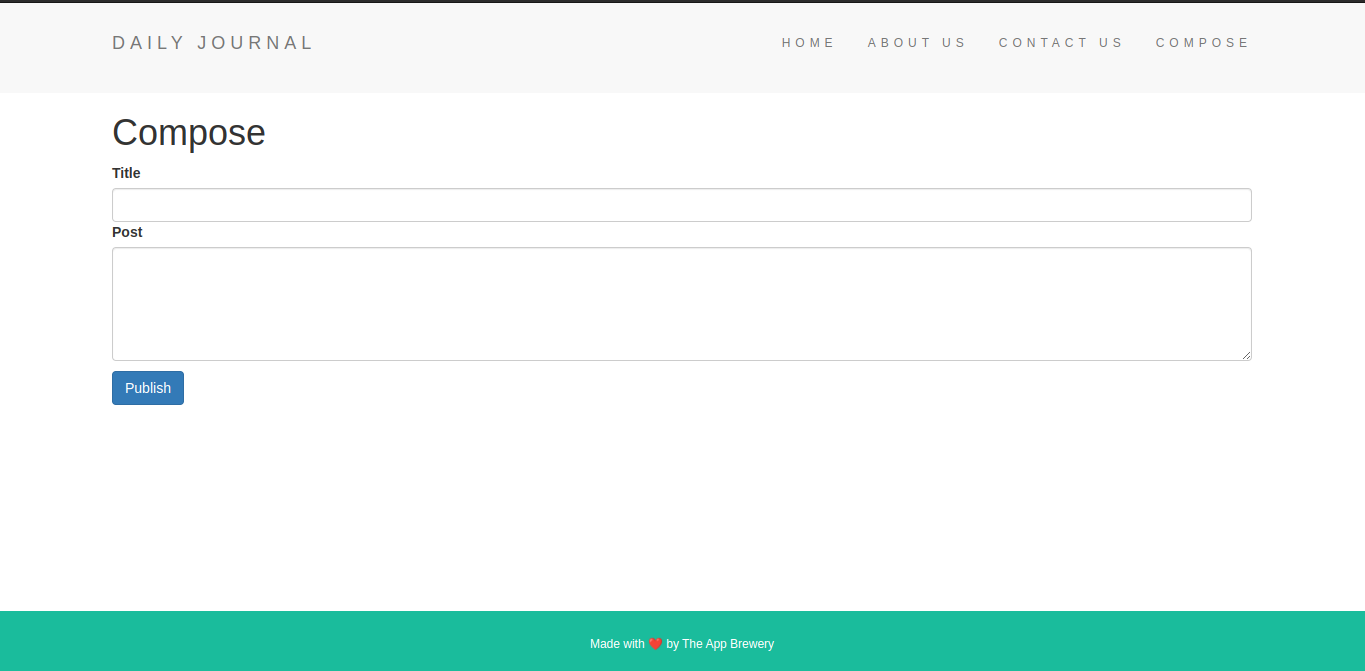 DAILY JOURNAL
HOME ABOUT US CONTACT US COMPOSE
Compose
Title
Post
Publish
Made with ❤️ by The App Brewery